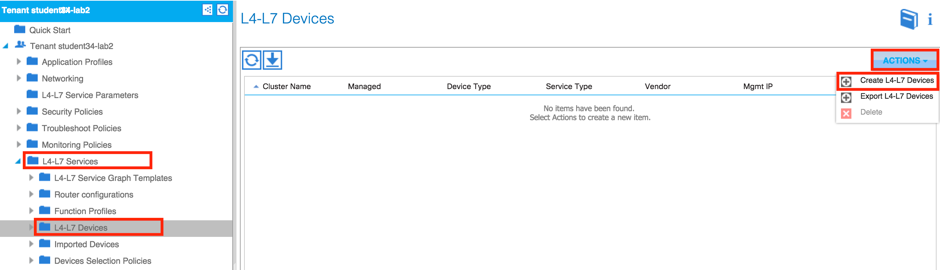 Tenant student34-lab2
Quick Start
Tenant student34-lab2
Application Profiles
Networking
L4-L7 Service Parameters
Security Policies
Troubleshoot Policies
Monitoring Policies
L4-L7 Services
L4-L7 Service Graph Templates
Router configurations
Function Profiles
L4-L7 Devices
Imported Devices
Devices Selection Policies
L4-L7 Devices
i
ACTIONS
Create L4-L7 Devices
Export L4-L7 Devices
Delete
Cluster Name Managed Device Type Service Type Vendor Mgmt IP
No items have been found.
Select Actions to create a new item.